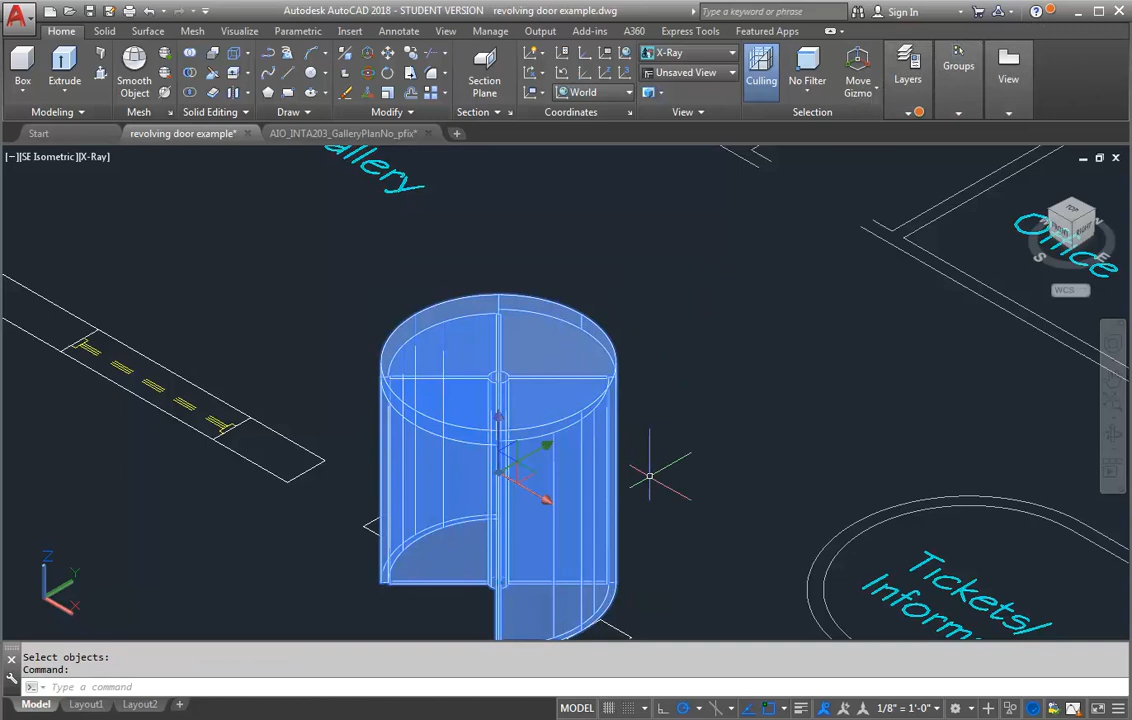 Autodesk AutoCAD 2018 - STUDENT VERSION revolving door example.dwg
Type a keyword or phrase
Sign In
Home Solid Surface Mesh Visualize Parametric Insert Annotate View Manage Output Add-ins A360 Express Tools Featured Apps
Box
Extrude
Smooth Object
Section Plane
X-Ray
Unsaved View
World
Culling
No Filter
Move Gizmo
Layers
Groups
View
Modeling
Mesh
Solid Editing
Draw
Modify
Section
Coordinates
View
Selection
Start
revolving door example*
AIO_INTA203_GalleryPlanNo_pfix*
[−][SE Isometric][X-Ray]
allery
Office
TOP
RIGHT
S
E
WCS
Tickets/
Inform
Z
Y
X
Select objects:
Command:
Type a command
Model Layout1 Layout2
MODEL
1/8" = 1'-0"